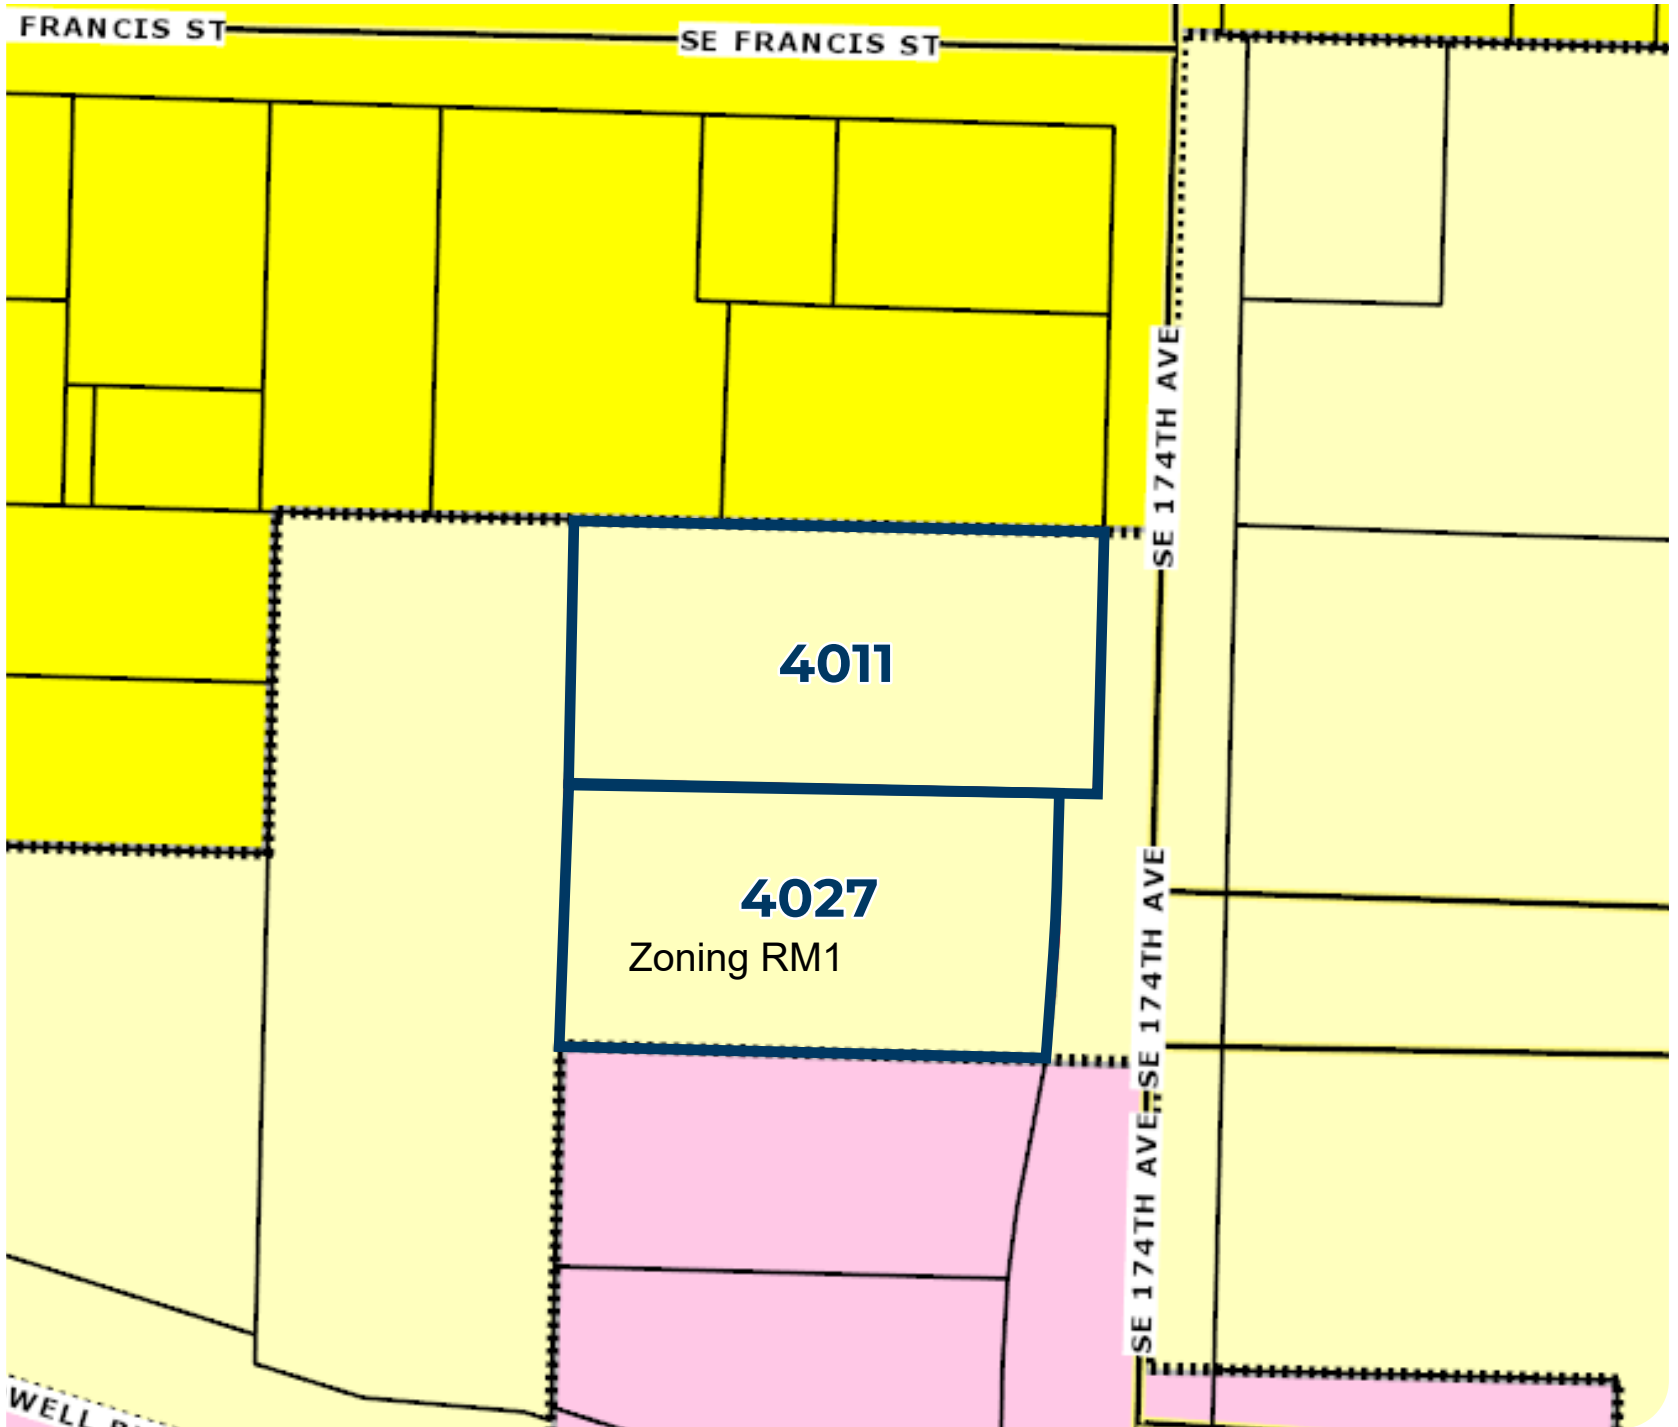 FRANCIS ST
SE FRANCIS ST
SE 174TH AVE
4011
4027
Zoning RM1
SE 174TH AVE
SE 174TH AVE
WELL